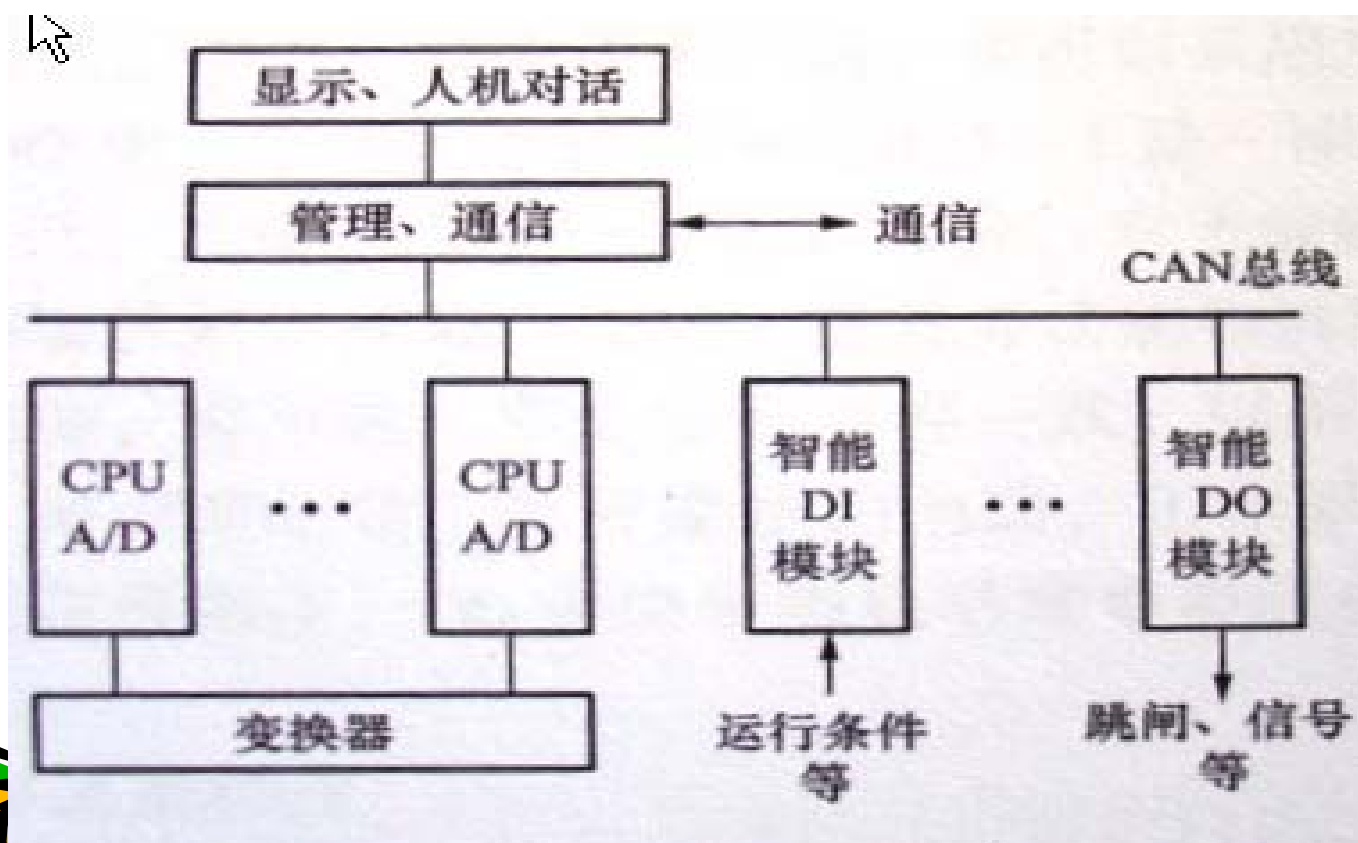 显示、人机对话
管理、通信
通信
CAN总线
CPU
A/D
CPU
A/D
智能
DI
模块
智能
DO
模块
变换器
运行条件
等
跳闸、信号
等